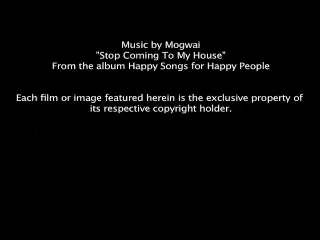 Music by Mogwai
"Stop Coming To My House"
From the album Happy Songs for Happy People
Each film or image featured herein is the exclusive property of
its respective copyright holder.